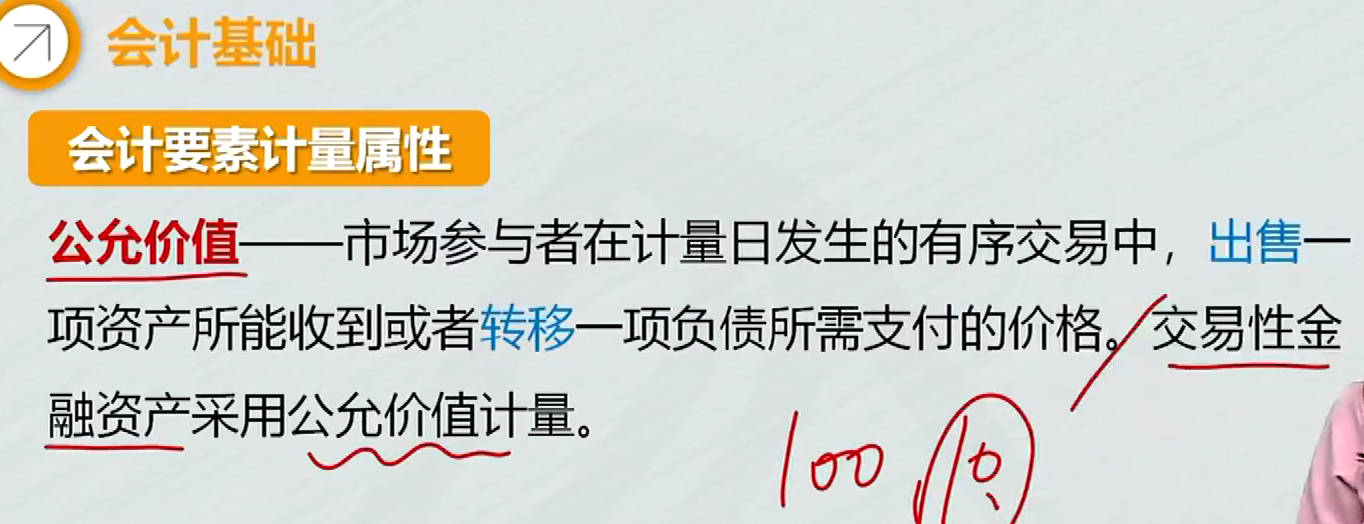 会计基础
会计要素计量属性
公允价值——市场参与者在计量日发生的有序交易中，出售一
项资产所能收到或者转移一项负债所需支付的价格。交易性金
融资产采用公允价值计量。
100